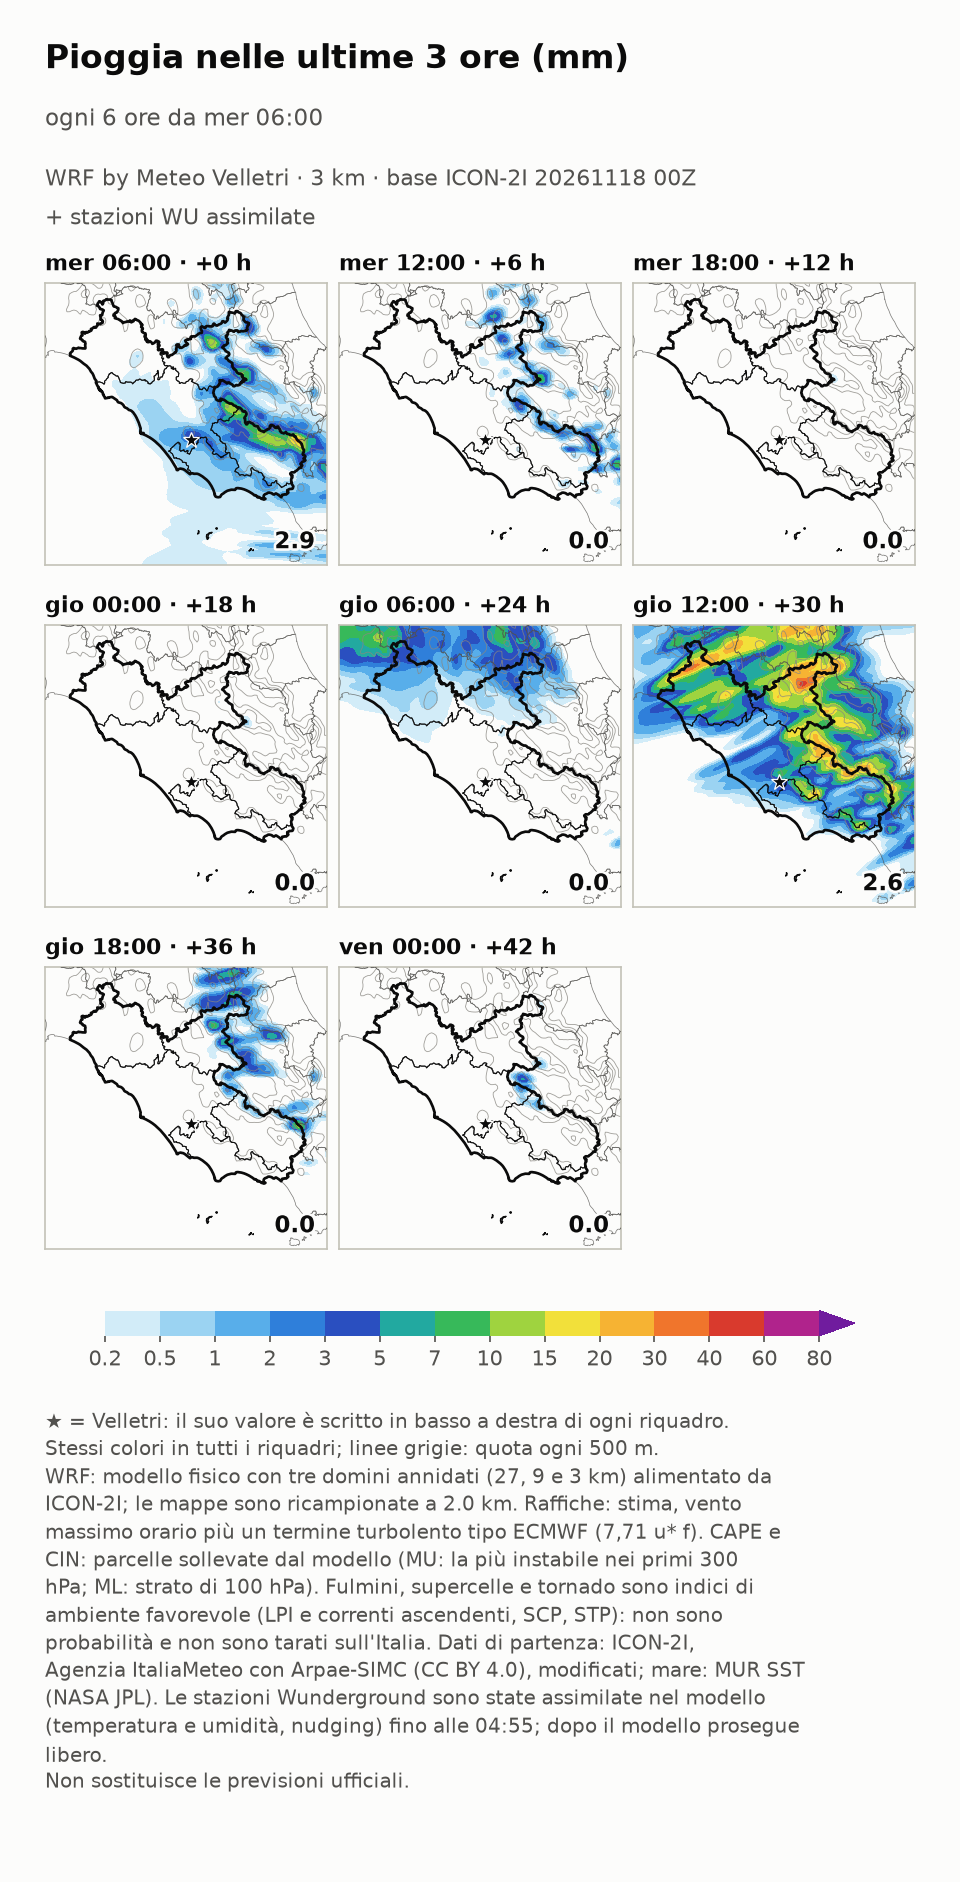 Pioggia nelle ultime 3 ore (mm)
ogni 6 ore da mer 06:00
WRF by Meteo Velletri · 3 km · base ICON-2I 20261118 00Z
+ stazioni WU assimilate
mer 06:00 · +0 h
mer 12:00 · +6 h
mer 18:00 · +12 h
2.9
0.0
0.0
gio 00:00 · +18 h
gio 06:00 · +24 h
gio 12:00 · +30 h
0.0
0.0
2.6
gio 18:00 · +36 h
ven 00:00 · +42 h
0.0
0.0
0.2 0.5 1 2 3 5 7 10 15 20 30 40 60 80
★ = Velletri: il suo valore è scritto in basso a destra di ogni riquadro.
Stessi colori in tutti i riquadri; linee grigie: quota ogni 500 m.
WRF: modello fisico con tre domini annidati (27, 9 e 3 km) alimentato da
ICON-2I; le mappe sono ricampionate a 2.0 km. Raffiche: stima, vento
massimo orario più un termine turbolento tipo ECMWF (7,71 u* f). CAPE e
CIN: parcelle sollevate dal modello (MU: la più instabile nei primi 300
hPa; ML: strato di 100 hPa). Fulmini, supercelle e tornado sono indici di
ambiente favorevole (LPI e correnti ascendenti, SCP, STP): non sono
probabilità e non sono tarati sull'Italia. Dati di partenza: ICON-2I,
Agenzia ItaliaMeteo con Arpae-SIMC (CC BY 4.0), modificati; mare: MUR SST
(NASA JPL). Le stazioni Wunderground sono state assimilate nel modello
(temperatura e umidità, nudging) fino alle 04:55; dopo il modello prosegue
libero.
Non sostituisce le previsioni ufficiali.